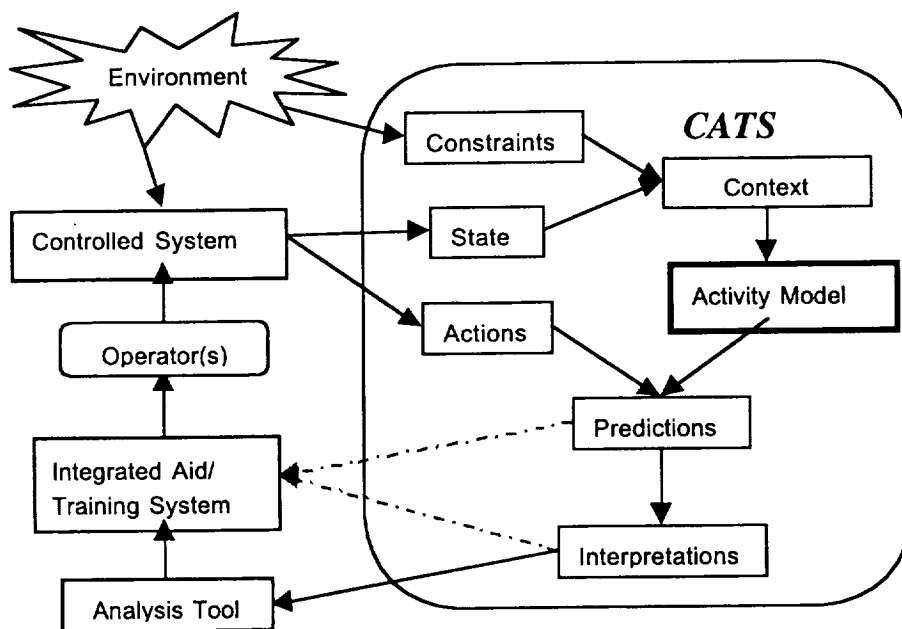 Environment
CATS
Constraints
Context
Controlled System
State
Activity Model
Actions
Operator(s)
Predictions
Integrated Aid/
Training System
Interpretations
Analysis Tool